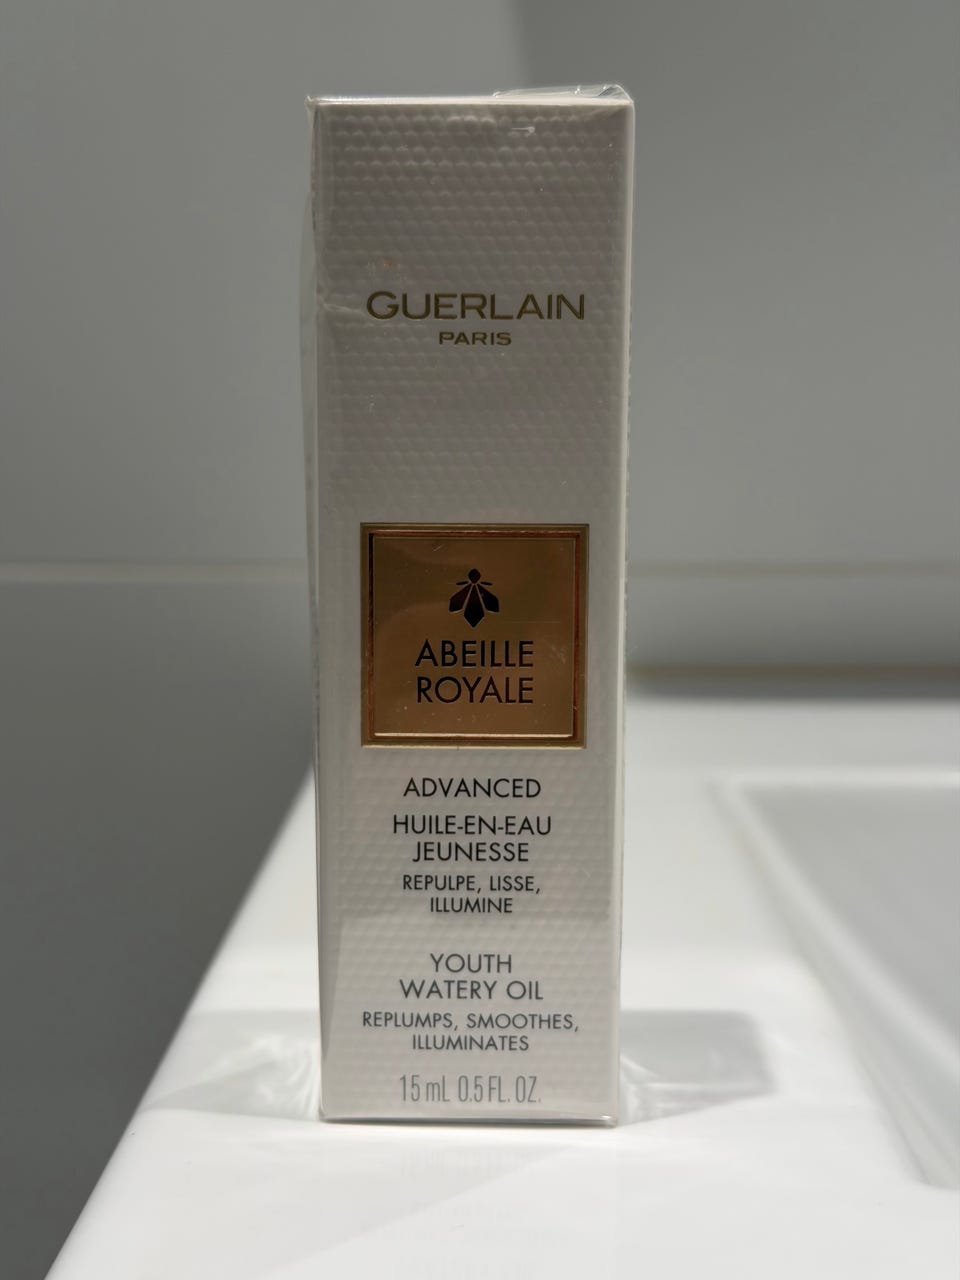 GUERLAIN
PARIS
ABEILLE
ROYALE
ADVANCED
HUILE-EN-EAU
JEUNESSE
REPULPE, LISSE,
ILLUMINE
YOUTH
WATERY OIL
REPLUMPS, SMOOTHES,
ILLUMINATES
15 mL 0.5 FL. OZ.